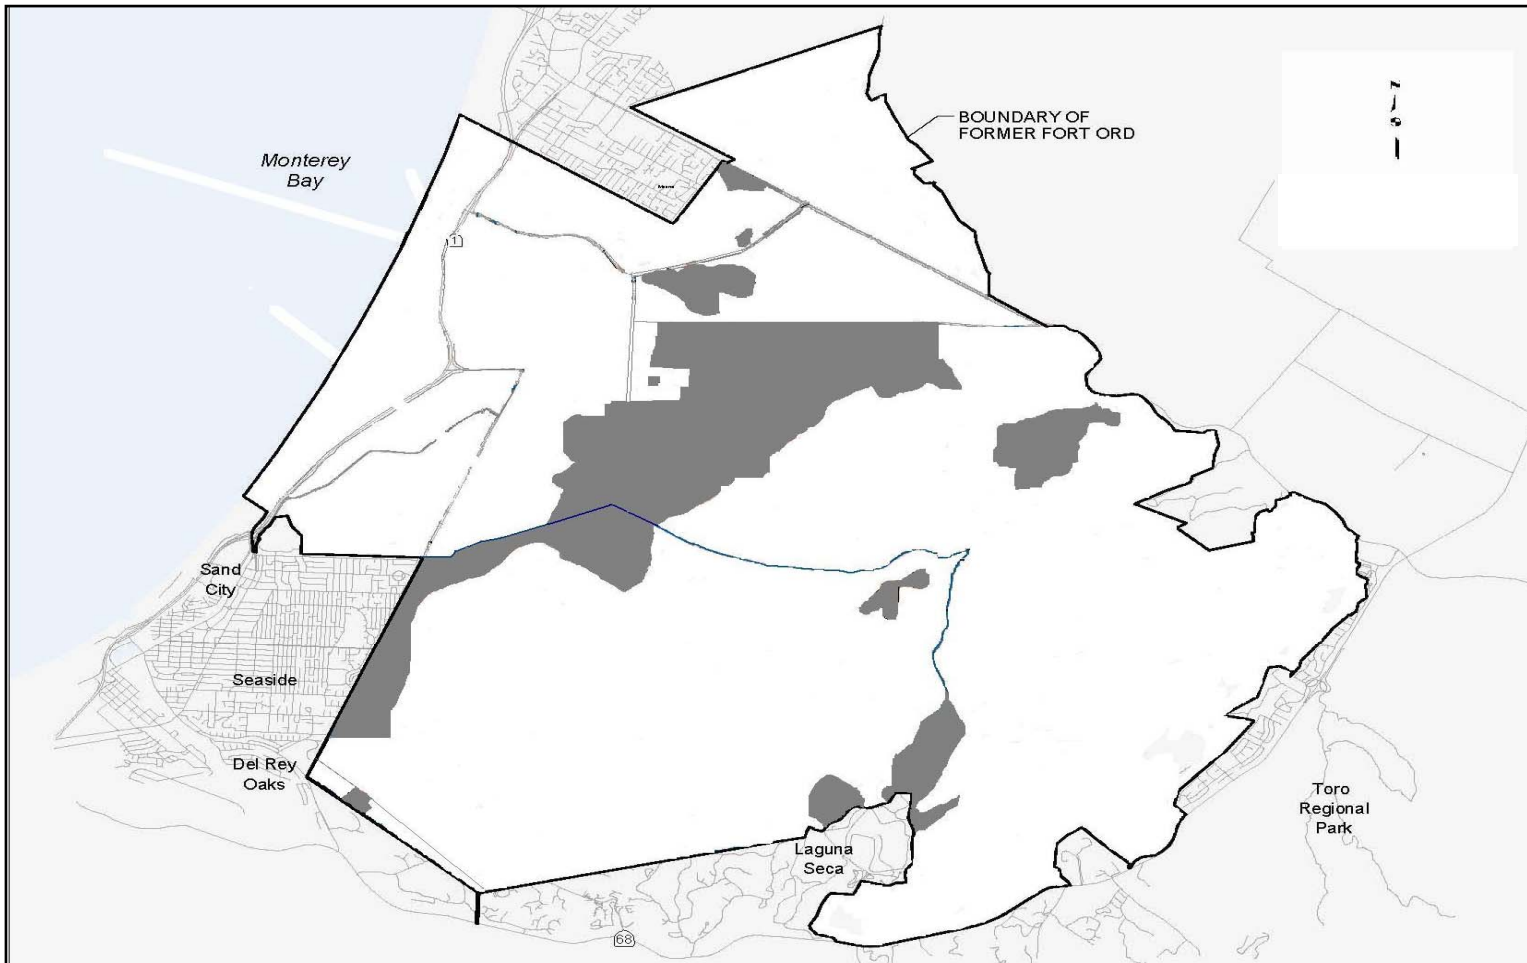 BOUNDARY OF
FORMER FORT ORD
N
Monterey
Bay
Marina
1
Sand
City
Seaside
Del Rey
Oaks
Toro
Regional
Park
Laguna
Seca
68